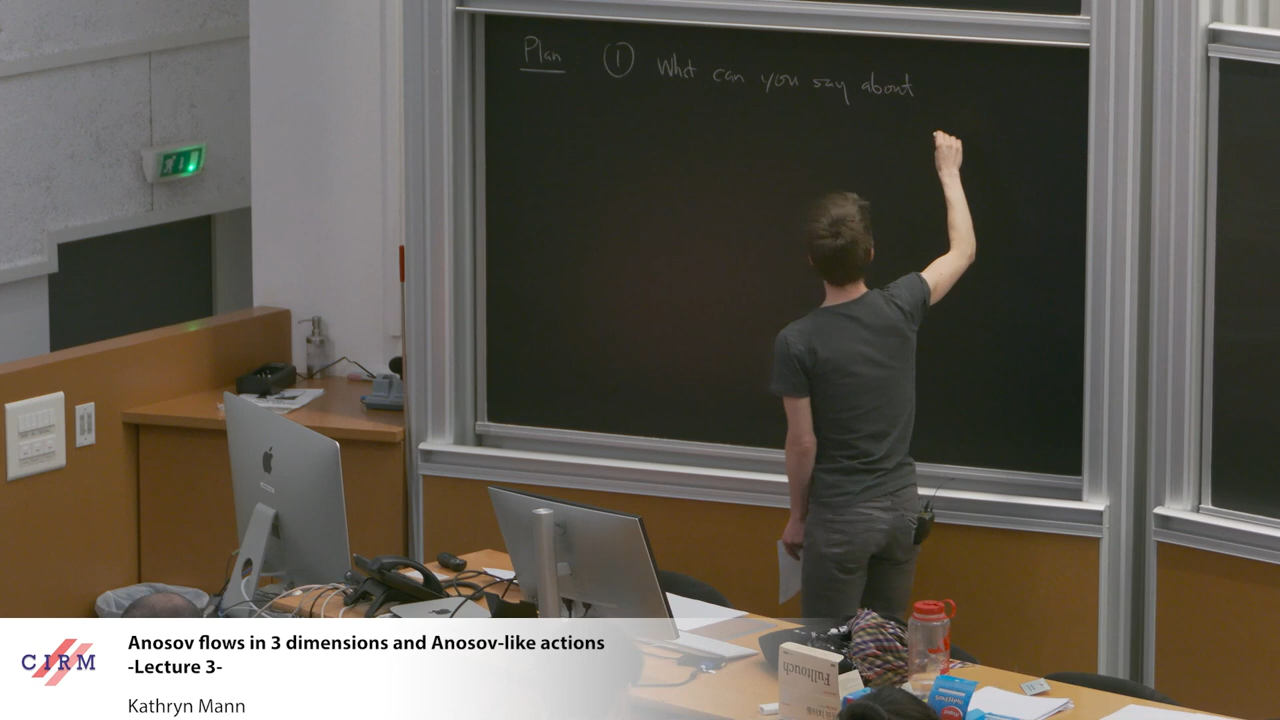 Plan : ① What can you say about
Fulltouch
CIRM
Anosov flows in 3 dimensions and Anosov-like actions
-Lecture 3-
Kathryn Mann